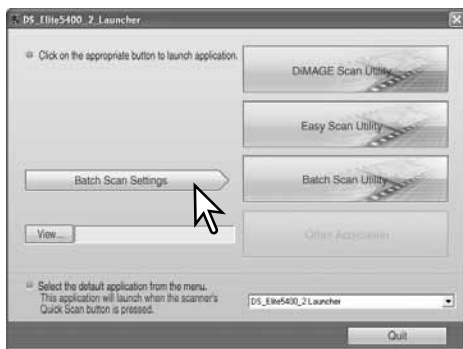 DS_Elite5400_2_Launcher
Click on the appropriate button to launch application.
DiMAGE Scan Utility
Easy Scan Utility
Batch Scan Settings
Batch Scan Utility
View...
Other Application
Select the default application from the menu.
This application will launch when the scanner's
Quick Scan button is pressed.
DS_Elite5400_2 Launcher
Quit